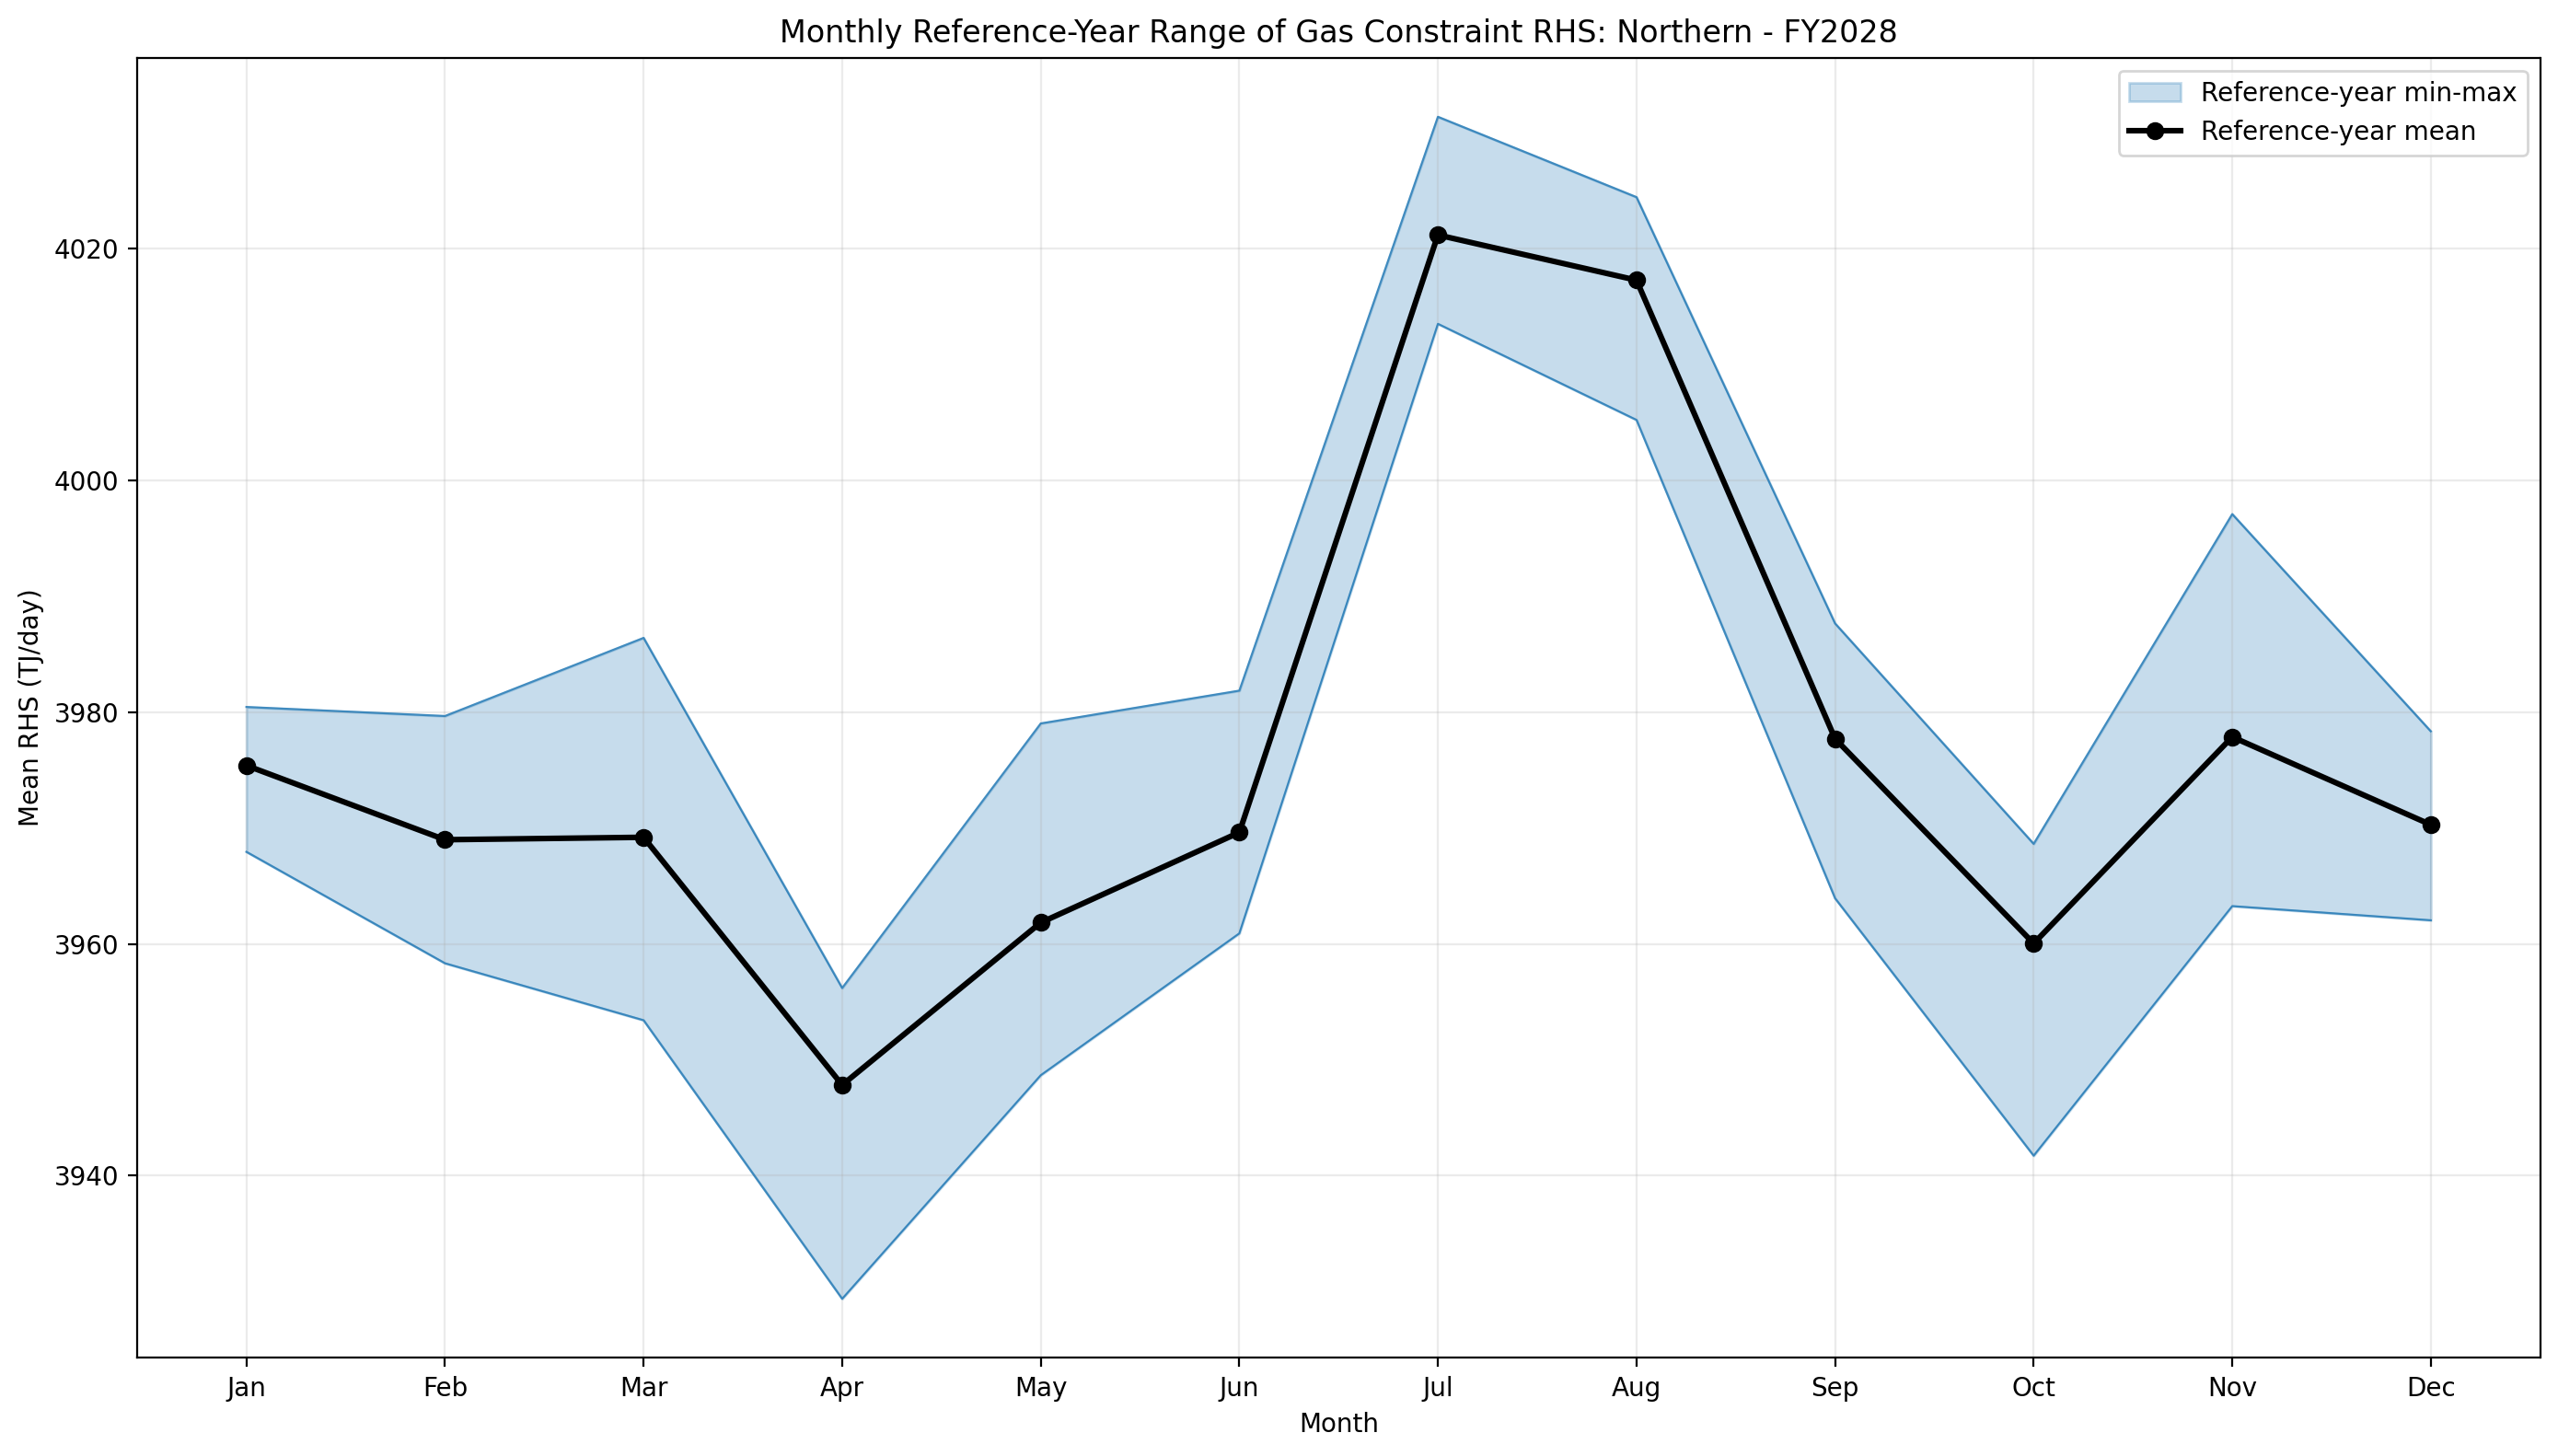 Monthly Reference-Year Range of Gas Constraint RHS: Northern - FY2028
Reference-year min-max
Reference-year mean
Mean RHS (TJ/day)
4020
4000
3980
3960
3940
Jan Feb Mar Apr May Jun Jul Aug Sep Oct Nov Dec
Month